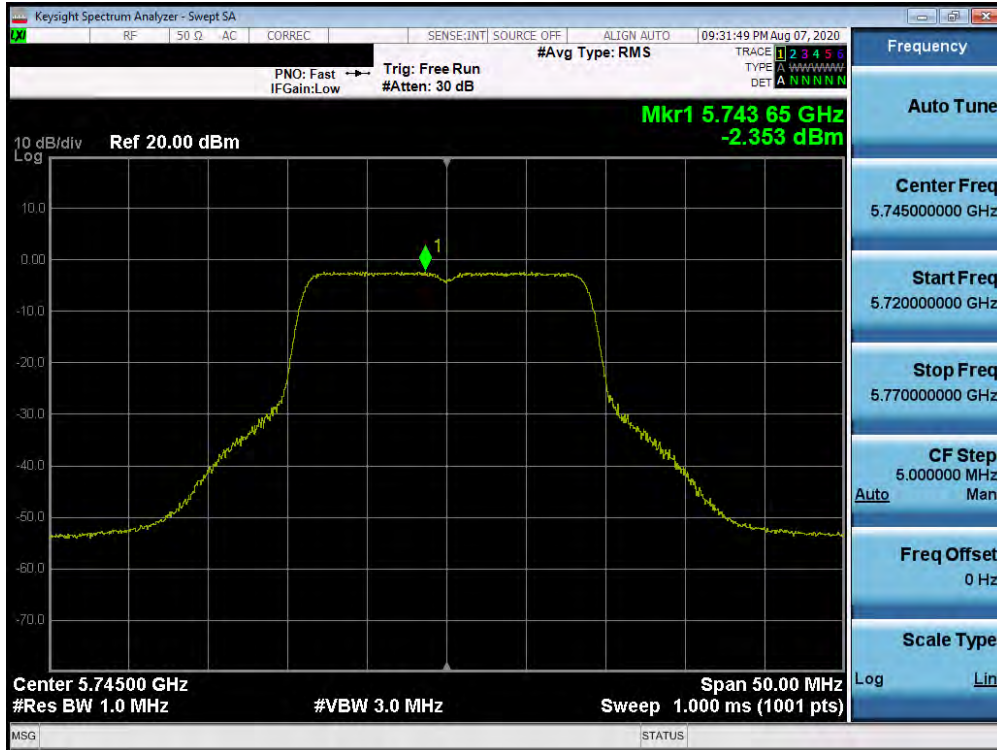 Keysight Spectrum Analyzer - Swept SA
LXI RF 50 Ω AC CORREC SENSE:INT SOURCE OFF ALIGN AUTO 09:31:49 PM Aug 07, 2020
#Avg Type: RMS
TRACE 1 2 3 4 5 6
PNO: Fast Trig: Free Run
TYPE A WWWWW
IFGain:Low #Atten: 30 dB
DET A N N N N N
Mkr1 5.743 65 GHz
-2.353 dBm
10 dB/div Ref 20.00 dBm
Log
1
10.0
0.00
-10.0
-20.0
-30.0
-40.0
-50.0
-60.0
-70.0
Center 5.74500 GHz Span 50.00 MHz
#Res BW 1.0 MHz #VBW 3.0 MHz Sweep 1.000 ms (1001 pts)
MSG STATUS
Frequency
Auto Tune
Center Freq
5.745000000 GHz
Start Freq
5.720000000 GHz
Stop Freq
5.770000000 GHz
CF Step
5.000000 MHz
Auto Man
Freq Offset
0 Hz
Scale Type
Log Lin